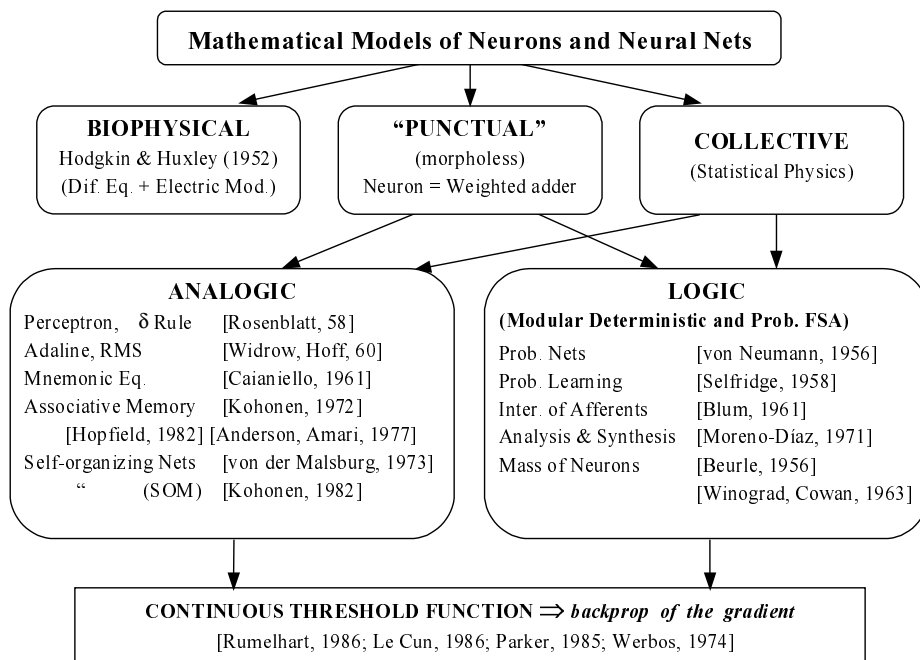 Mathematical Models of Neurons and Neural Nets
BIOPHYSICAL
Hodgkin & Huxley (1952)
(Dif. Eq. + Electric Mod.)
“PUNCTUAL”
(morpholess)
Neuron = Weighted adder
COLLECTIVE
(Statistical Physics)
ANALOGIC
Perceptron, δ Rule [Rosenblatt, 58]
Adaline, RMS [Widrow, Hoff, 60]
Mnemonic Eq. [Caianiello, 1961]
Associative Memory [Kohonen, 1972]
[Hopfield, 1982] [Anderson, Amari, 1977]
Self-organizing Nets [von der Malsburg, 1973]
“ (SOM) [Kohonen, 1982]
LOGIC
(Modular Deterministic and Prob. FSA)
Prob. Nets [von Neumann, 1956]
Prob. Learning [Selfridge, 1958]
Inter. of Afferents [Blum, 1961]
Analysis & Synthesis [Moreno-Díaz, 1971]
Mass of Neurons [Beurle, 1956]
[Winograd, Cowan, 1963]
CONTINUOUS THRESHOLD FUNCTION ⇒ backprop of the gradient
[Rumelhart, 1986; Le Cun, 1986; Parker, 1985; Werbos, 1974]